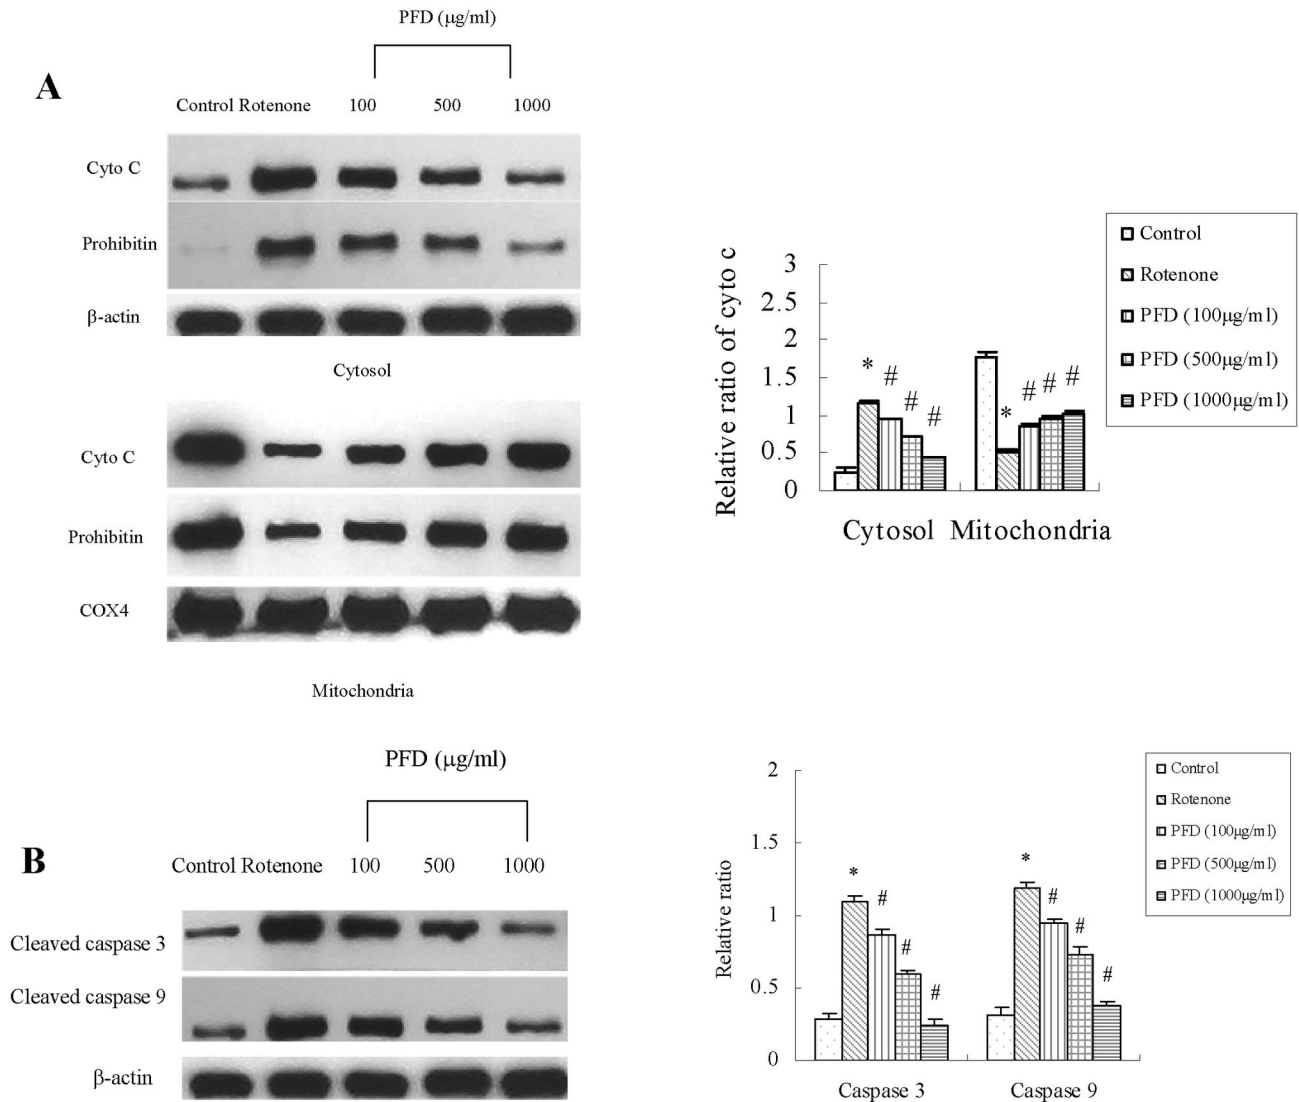 A
PFD (μg/ml)
Control Rotenone 100 500 1000
Cyto C
Prohibitin
β-actin
Cytosol
Cyto C
Prohibitin
COX4
Mitochondria
Relative ratio of cyto c
3
2.5
2
1.5
1
0.5
0
* # # #
* # # #
Cytosol Mitochondria
Control
Rotenone
PFD (100μg/ml)
PFD (500μg/ml)
PFD (1000μg/ml)
B
PFD (μg/ml)
Control Rotenone 100 500 1000
Cleaved caspase 3
Cleaved caspase 9
β-actin
Relative ratio
2
1.5
1
0.5
0
* # # #
* # # #
Caspase 3 Caspase 9
Control
Rotenone
PFD (100μg/ml)
PFD (500μg/ml)
PFD (1000μg/ml)